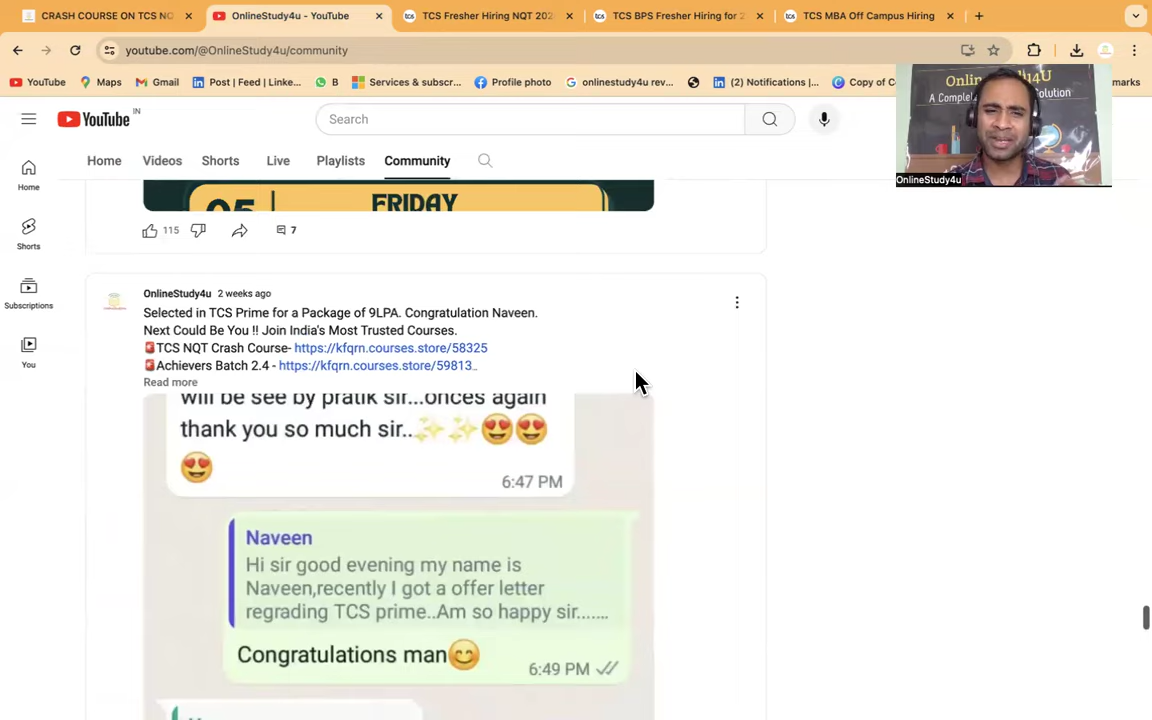 CRASH COURSE ON TCS NO
OnlineStudy4u - YouTube
TCS Fresher Hiring NQT 202
TCS BPS Fresher Hiring for 2
TCS MBA Off Campus Hiring
youtube.com/@OnlineStudy4u/community
YouTube
Maps
Gmail
Post | Feed | Linke...
B
Services & subscr...
Profile photo
onlinestudy4u rev...
(2) Notifications |...
Copy of C
marks
A Complete
Solution
OnlineStudy4u
YouTube IN
Search
Home
Videos
Shorts
Live
Playlists
Community
Home
Shorts
Subscriptions
You
05
FRIDAY
115
7
OnlineStudy4u 2 weeks ago
Selected in TCS Prime for a Package of 9LPA. Congratulation Naveen.
Next Could Be You !! Join India's Most Trusted Courses.
🚨TCS NQT Crash Course- https://kfqrn.courses.store/58325
🚨Achievers Batch 2.4 - https://kfqrn.courses.store/59813..
Read more
will be see by pratik sir...onces again
thank you so much sir..✨✨😍😍
😍
6:47 PM
Naveen
Hi sir good evening my name is
Naveen,recently I got a offer letter
regrading TCS prime..Am so happy sir......
Congratulations man😊
6:49 PM